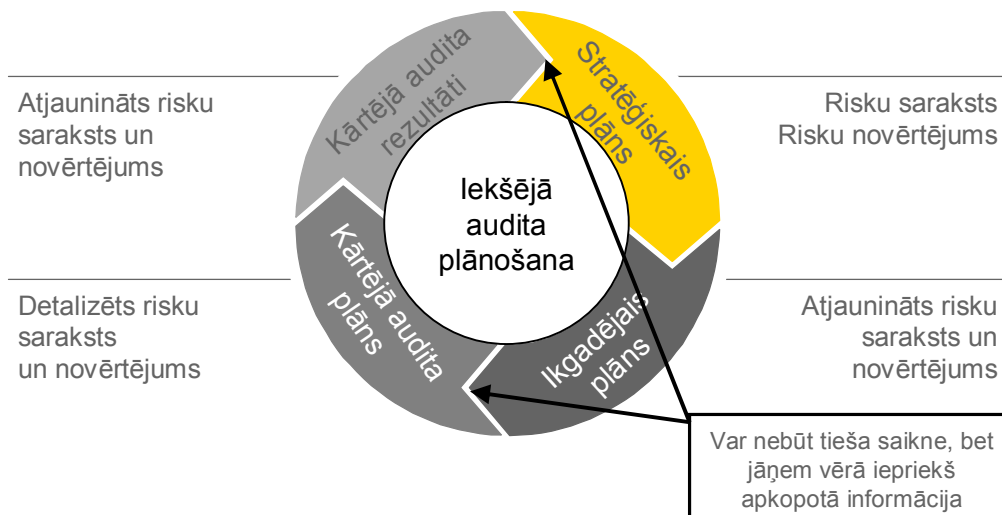 Kārtējā audita
rezultāti
Stratēģiskais
plāns
Atjaunināts risku
saraksts un
novērtējums
Risku saraksts
Risku novērtējums
Iekšējā
audita
plānošana
Detalizēts risku
saraksts
un novērtējums
Kārtējā audita
plāns
Ikgadējais
plāns
Atjaunināts risku
saraksts un
novērtējums
Var nebūt tieša saikne, bet
jāņem vērā iepriekš
apkopotā informācija